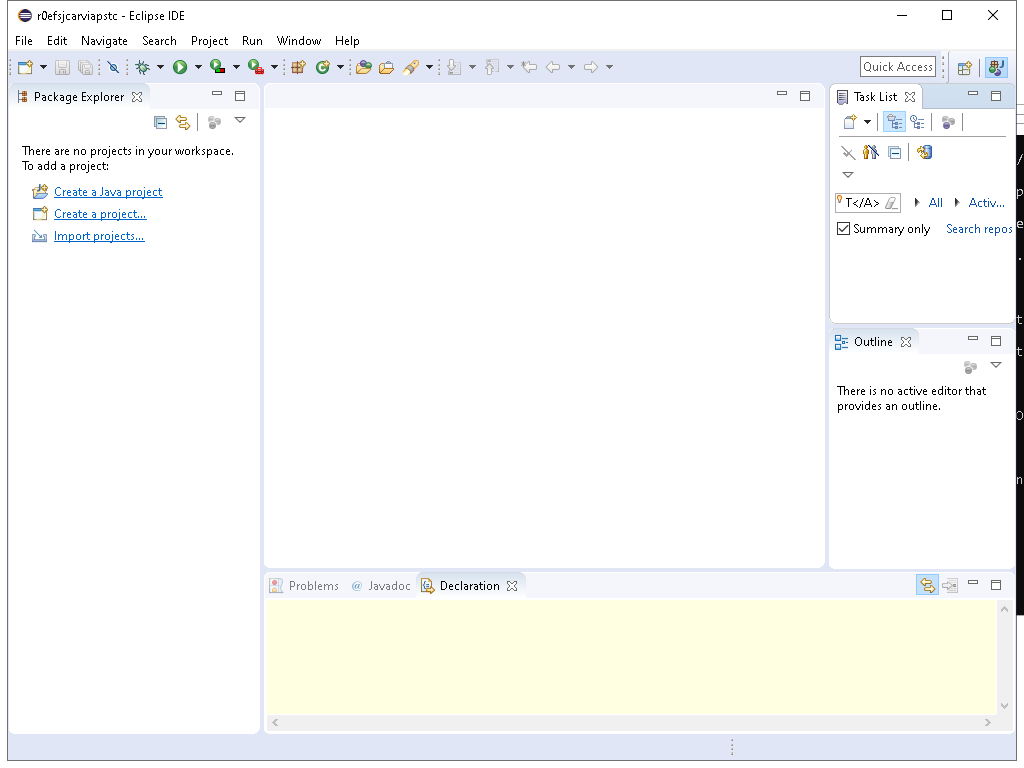 r0efsjcarviapstc - Eclipse IDE
File Edit Navigate Search Project Run Window Help
Quick Access
Package Explorer
There are no projects in your workspace.
To add a project:
Create a Java project
Create a project...
Import projects...
Task List
T</A>
All
Activ...
Summary only
Search repos
Outline
There is no active editor that
provides an outline.
Problems
@ Javadoc
Declaration
/
p
e
.
t
t
n